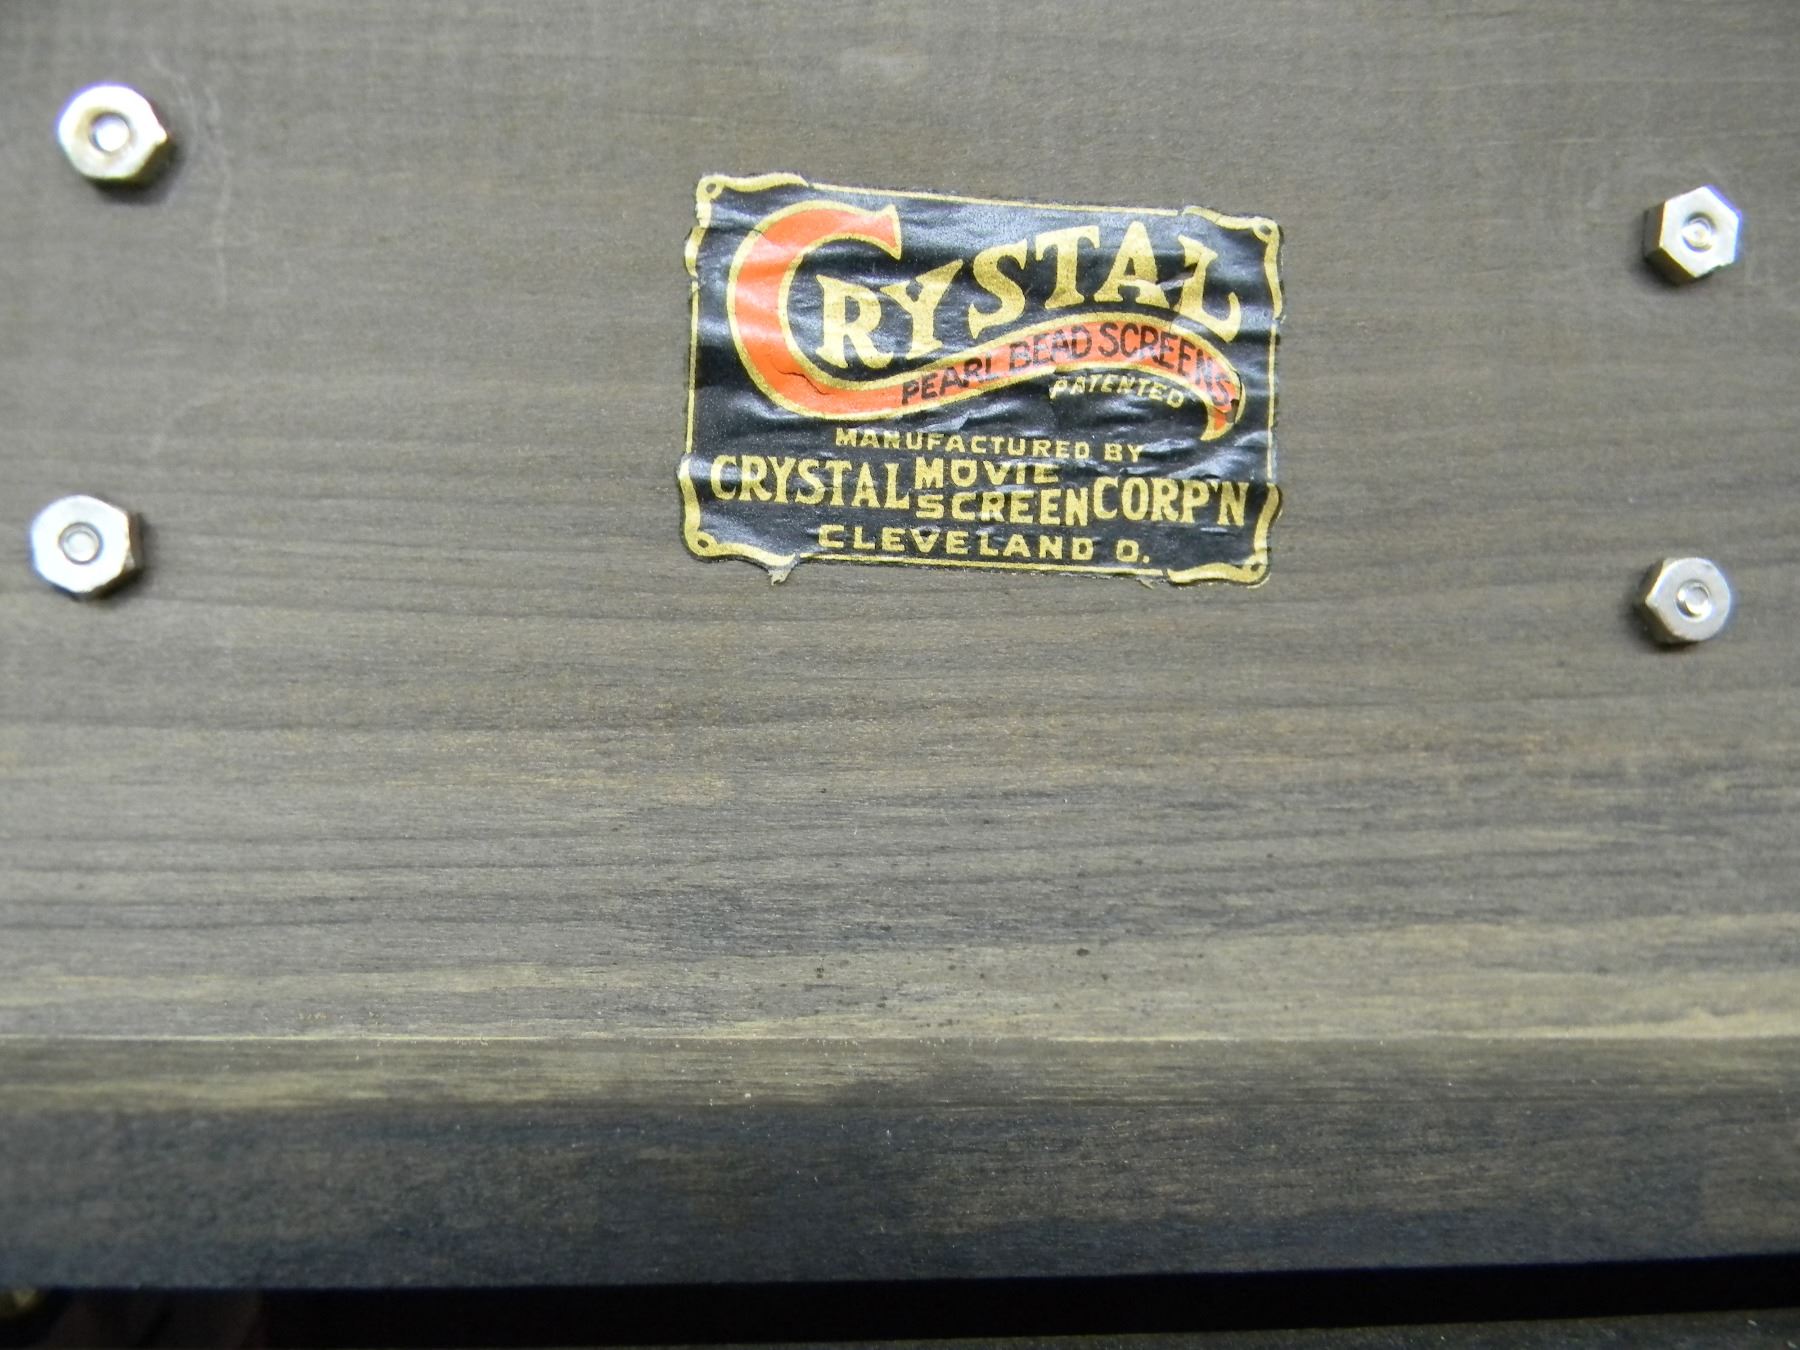 CRYSTAL
PEARL BEAD SCREENS
PATENTED
MANUFACTURED BY
CRYSTAL MOVIE SCREEN CORP'N
CLEVELAND O.